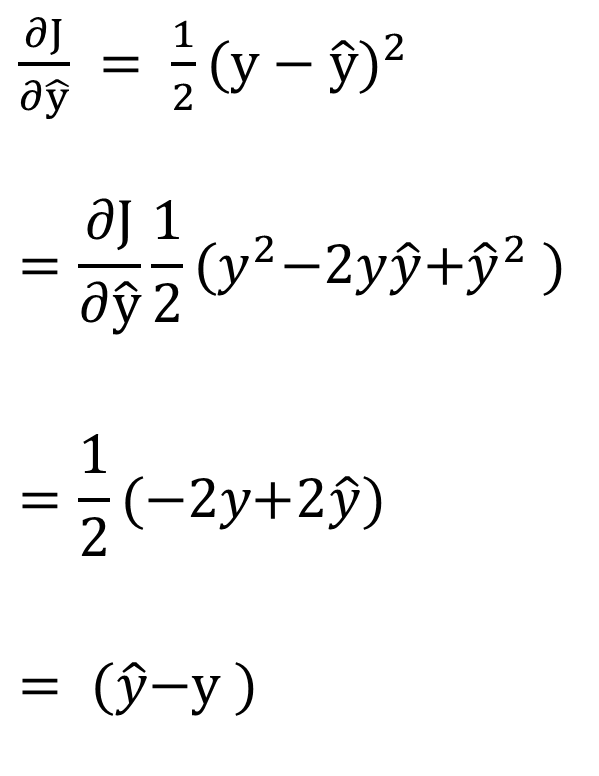 ∂J/∂ŷ = 1/2 (y − ŷ)²
= ∂J/∂ŷ 1/2 (y²−2yŷ+ŷ² )
= 1/2 (−2y+2ŷ)
= (ŷ−y )